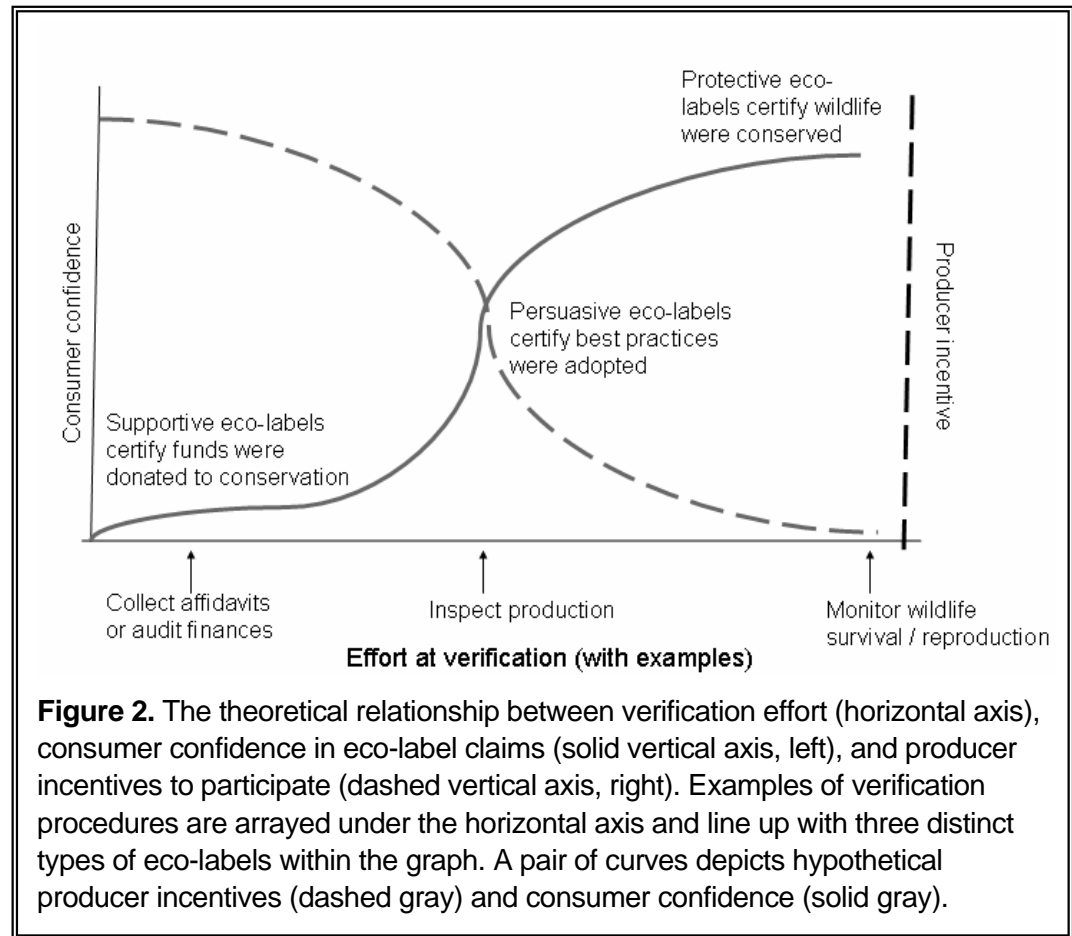 Protective eco-
labels certify wildlife
were conserved
Consumer confidence
Producer incentive
Persuasive eco-labels
certify best practices
were adopted
Supportive eco-labels
certify funds were
donated to conservation
Collect affidavits
or audit finances
Inspect production
Monitor wildlife
survival / reproduction
Effort at verification (with examples)
Figure 2. The theoretical relationship between verification effort (horizontal axis),
consumer confidence in eco-label claims (solid vertical axis, left), and producer
incentives to participate (dashed vertical axis, right). Examples of verification
procedures are arrayed under the horizontal axis and line up with three distinct
types of eco-labels within the graph. A pair of curves depicts hypothetical
producer incentives (dashed gray) and consumer confidence (solid gray).